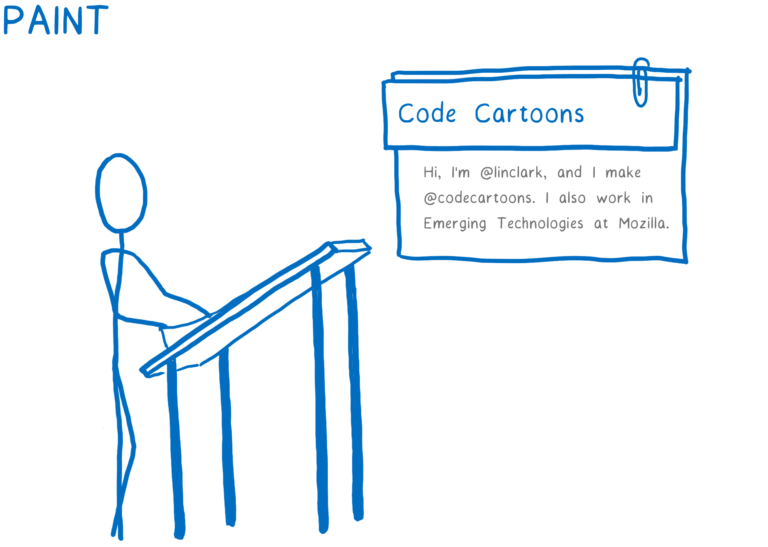 PAINT
Code Cartoons
Hi, I'm @linclark, and I make
@codecartoons. I also work in
Emerging Technologies at Mozilla.